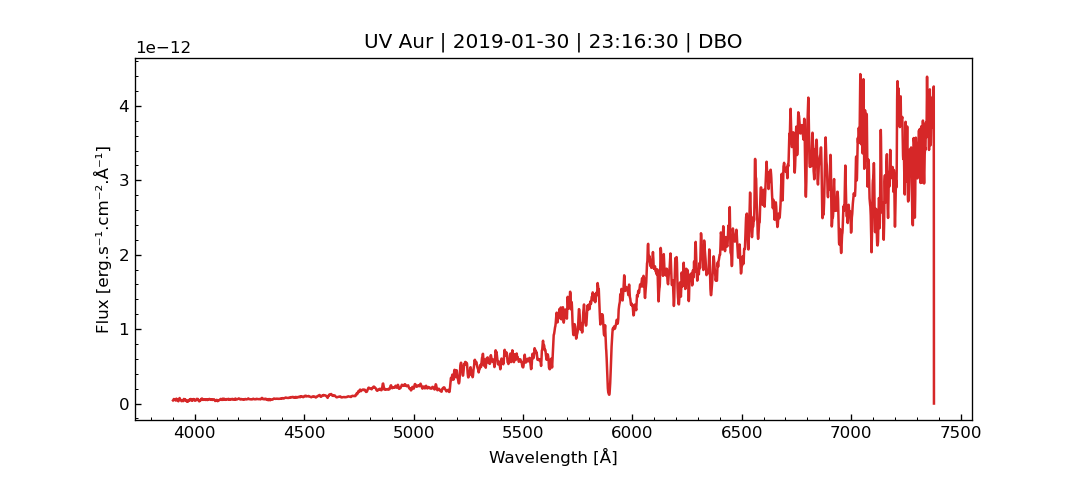 UV Aur | 2019-01-30 | 23:16:30 | DBO
1e−12
4
3
2
1
0
Flux [erg.s⁻¹.cm⁻².Å⁻¹]
4000 4500 5000 5500 6000 6500 7000 7500
Wavelength [Å]